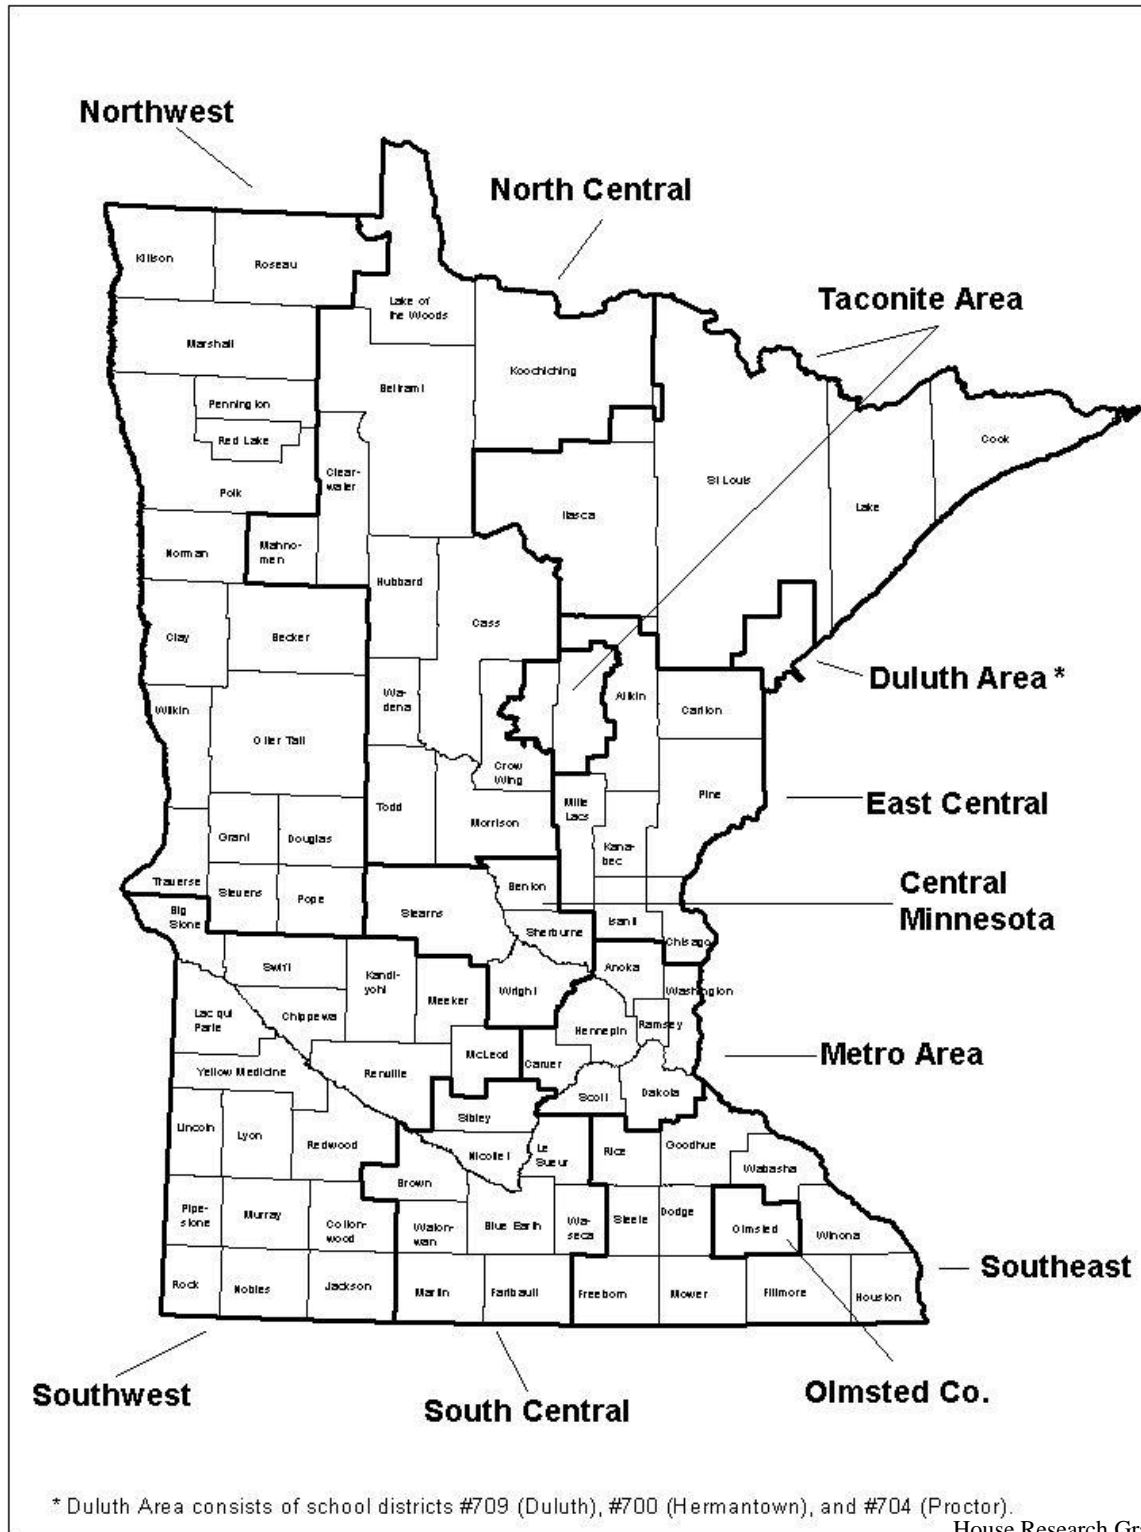 Northwest
North Central
Taconite Area
Kittson
Roseau
Lake of
the Woods
Marshall
Koochiching
Beltrami
Pennington
Red Lake
Cook
Clear-
water
St Louis
Polk
Lake
Itasca
Norman
Mahno-
men
Hubbard
Cass
Clay
Becker
Duluth Area *
Wa-
dena
Aitkin
Carlton
Wilkin
Otter Tail
Crow
Wing
Pine
East Central
Todd
Morrison
Mille
Lacs
Grant
Douglas
Kana-
bec
Traverse
Stevens
Pope
Benton
Central
Minnesota
Big
Stone
Stearns
Sherburne
Isanti
Chisago
Swift
Kandi-
yohi
Meeker
Wright
Anoka
Washington
Lac qui
Parle
Chippewa
Hennepin
Ramsey
McLeod
Carver
Metro Area
Yellow Medicine
Renville
Scott
Dakota
Sibley
Lincoln
Lyon
Redwood
Nicollet
Le
Sueur
Rice
Goodhue
Wabasha
Brown
Pipe-
stone
Murray
Cotton-
wood
Waton-
wan
Blue Earth
Wa-
seca
Steele
Dodge
Olmsted
Winona
Southeast
Rock
Nobles
Jackson
Martin
Faribault
Freeborn
Mower
Fillmore
Houston
Southwest
South Central
Olmsted Co.
* Duluth Area consists of school districts #709 (Duluth), #700 (Hermantown), and #704 (Proctor).
House Research Gr